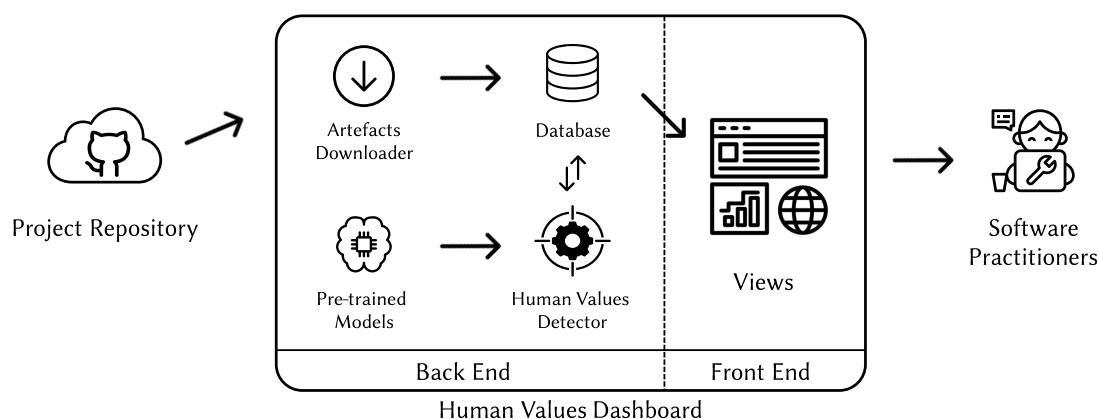 Project Repository
Artefacts
Downloader
Database
Pre-trained
Models
Human Values
Detector
Views
Software
Practitioners
Back End
Front End
Human Values Dashboard